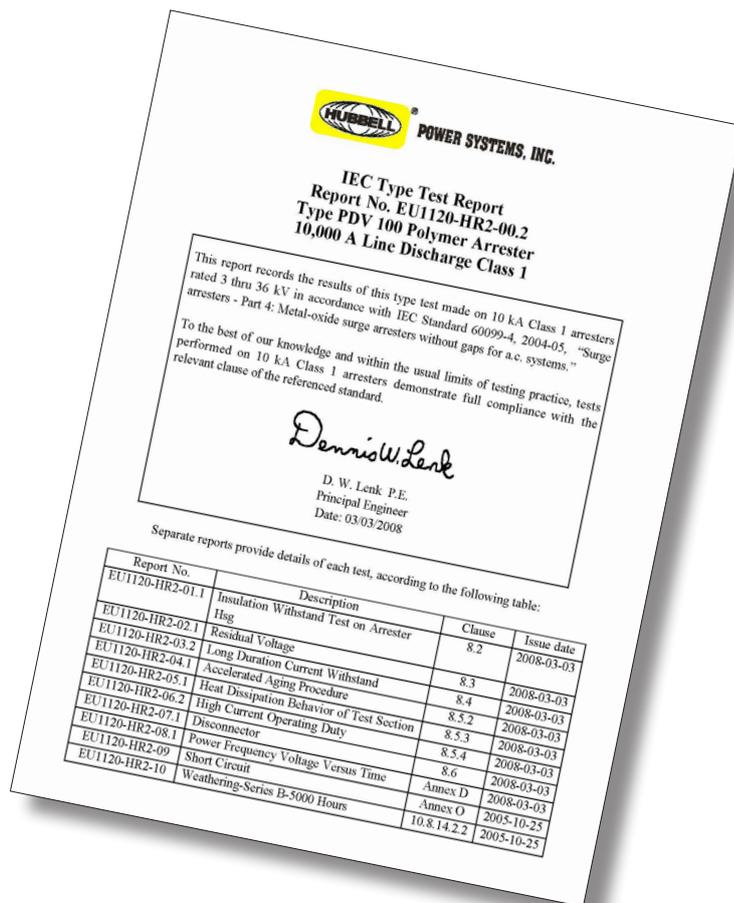 HUBBELL® POWER SYSTEMS, INC.
IEC Type Test Report
Report No. EU1120-HR2-00.2
Type PDV 100 Polymer Arrester
10,000 A Line Discharge Class 1
This report records the results of this type test made on 10 kA Class 1 arresters
rated 3 thru 36 kV in accordance with IEC Standard 60099-4, 2004-05, “Surge
arresters - Part 4: Metal-oxide surge arresters without gaps for a.c. systems.”
To the best of our knowledge and within the usual limits of testing practice, tests
performed on 10 kA Class 1 arresters demonstrate full compliance with the
relevant clause of the referenced standard.
Dennis W. Lenk
D. W. Lenk P.E.
Principal Engineer
Date: 03/03/2008
Separate reports provide details of each test, according to the following table:
Report No. Description Clause Issue date
EU1120-HR2-01.1 Insulation Withstand Test on Arrester 8.2 2008-03-03
Hsg
EU1120-HR2-02.1 Residual Voltage 8.3 2008-03-03
EU1120-HR2-03.2 Long Duration Current Withstand 8.4 2008-03-03
EU1120-HR2-04.1 Accelerated Aging Procedure 8.5.2 2008-03-03
EU1120-HR2-05.1 Heat Dissipation Behavior of Test Section 8.5.3 2008-03-03
EU1120-HR2-06.2 High Current Operating Duty 8.5.4 2008-03-03
EU1120-HR2-07.1 Disconnector 8.6 2008-03-03
EU1120-HR2-08.1 Power Frequency Voltage Versus Time Annex D 2008-03-03
EU1120-HR2-09 Short Circuit Annex O 2005-10-25
EU1120-HR2-10 Weathering-Series B-5000 Hours 10.8.14.2.2 2005-10-25